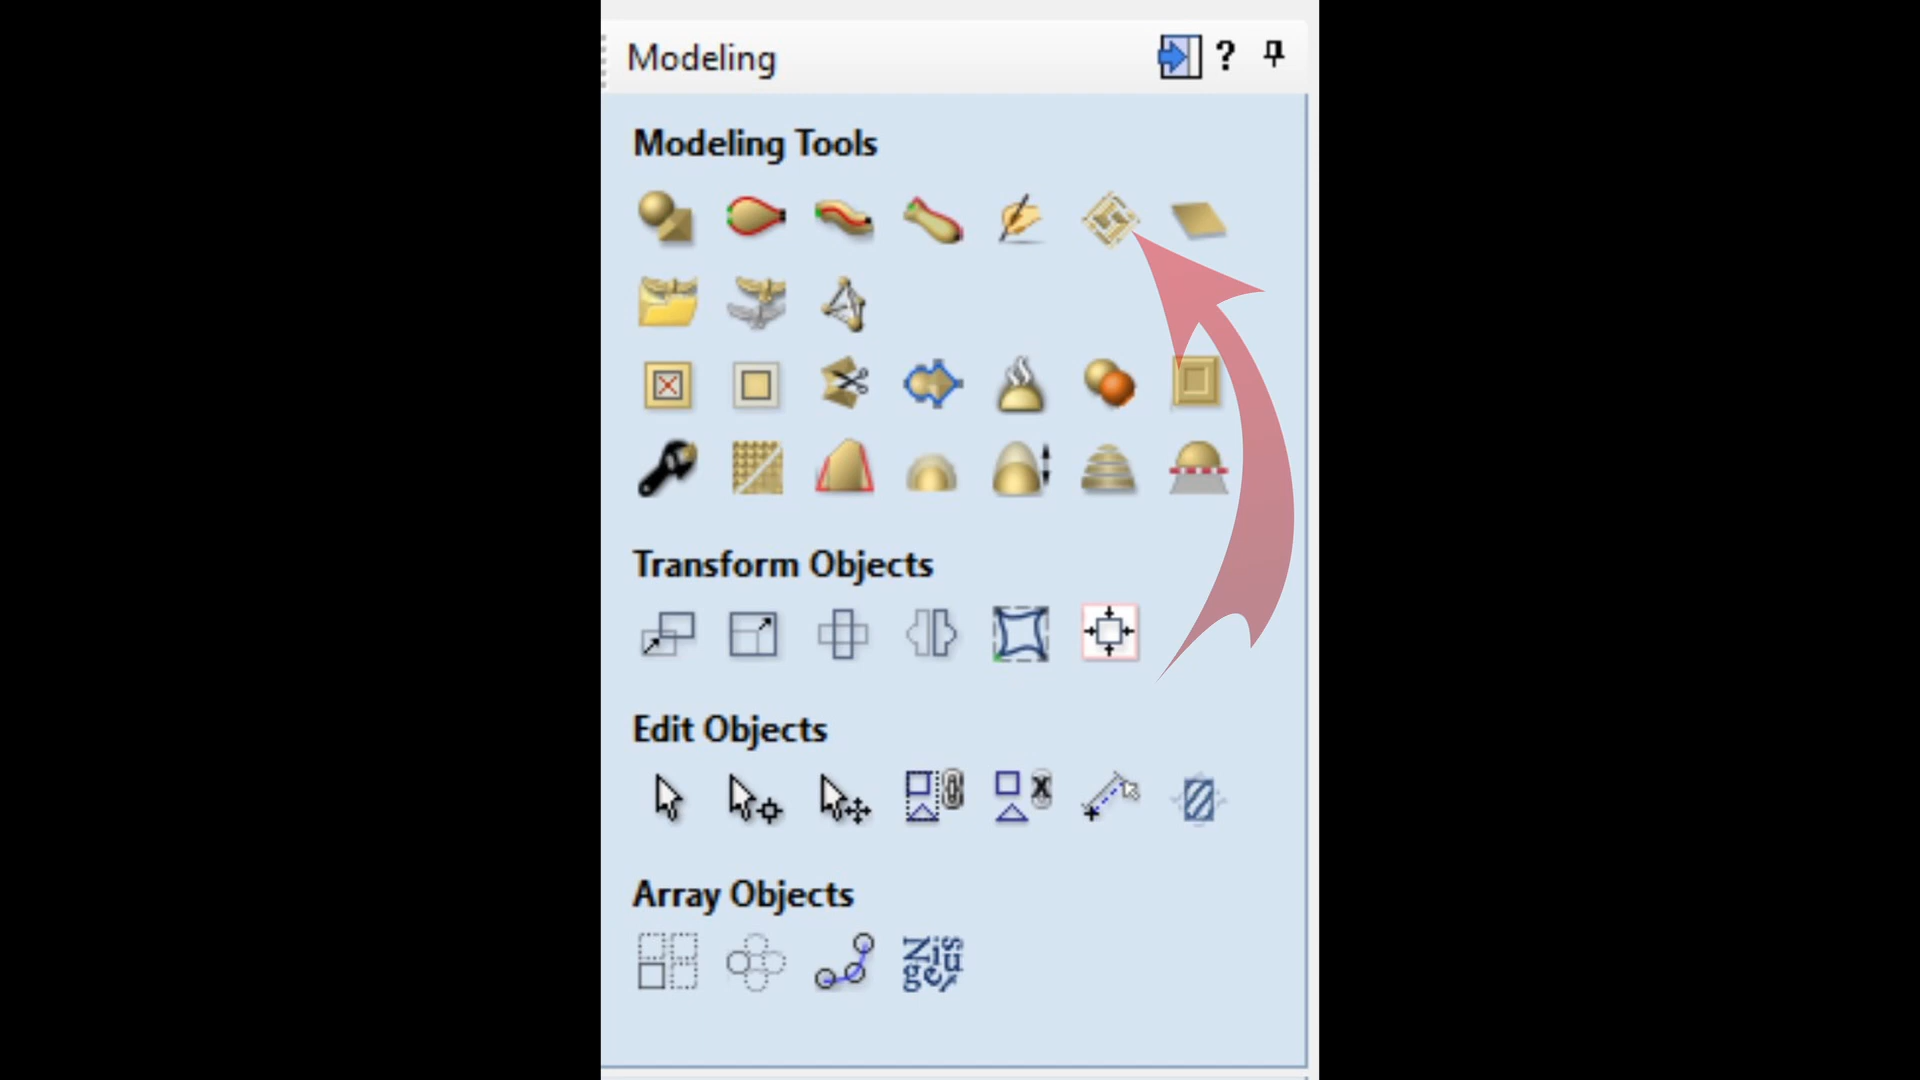 Modeling
?
Modeling Tools
Transform Objects
Edit Objects
Array Objects